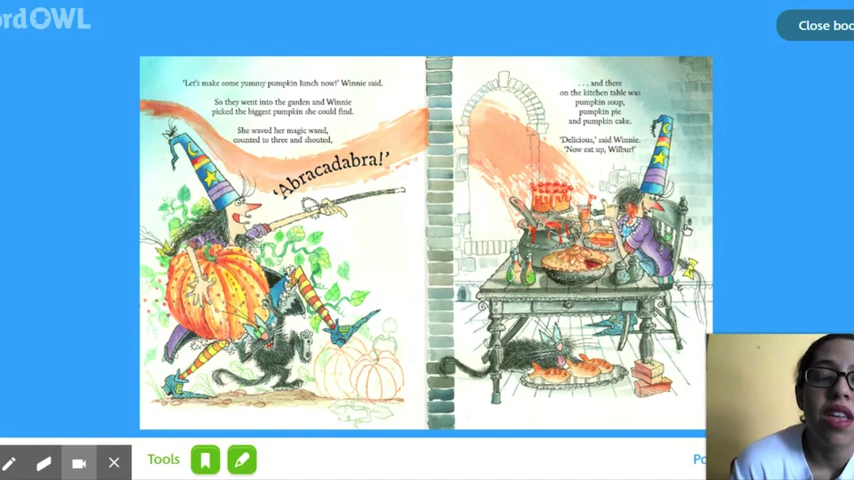 ordOWL
Close boo
'Let's make some yummy pumpkin lunch now!' Winnie said.
So they went into the garden and Winnie
picked the biggest pumpkin she could find.
She waved her magic wand,
counted to three and shouted,
'Abracadabra!'
. . . and there
on the kitchen table was
pumpkin soup,
pumpkin pie
and pumpkin cake.
'Delicious,' said Winnie.
'Now eat up, Wilbur!'
Tools
Pa